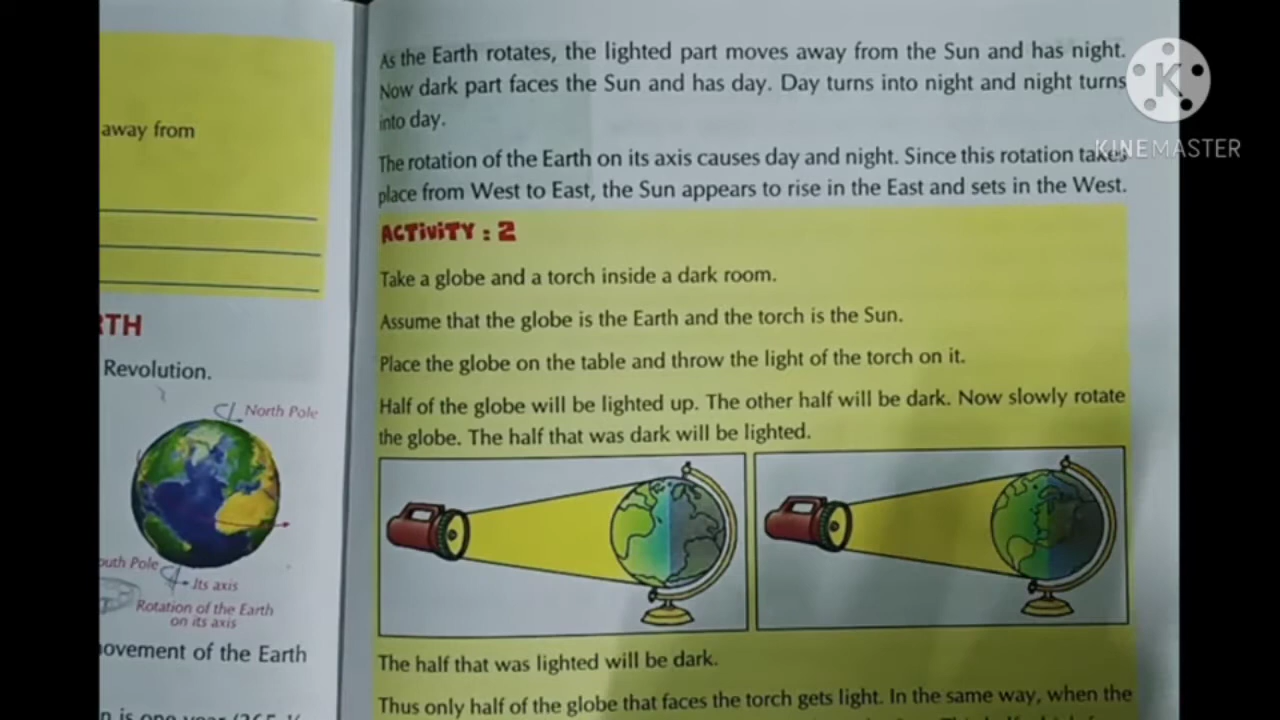 away from
RTH
Revolution.
North Pole
outh Pole
Its axis
Rotation of the Earth
on its axis
ovement of the Earth
n is one year (365
As the Earth rotates, the lighted part moves away from the Sun and has night.
Now dark part faces the Sun and has day. Day turns into night and night turns
into day.
The rotation of the Earth on its axis causes day and night. Since this rotation takes
place from West to East, the Sun appears to rise in the East and sets in the West.
ACTiViTY : 2
Take a globe and a torch inside a dark room.
Assume that the globe is the Earth and the torch is the Sun.
Place the globe on the table and throw the light of the torch on it.
Half of the globe will be lighted up. The other half will be dark. Now slowly rotate
the globe. The half that was dark will be lighted.
The half that was lighted will be dark.
Thus only half of the globe that faces the torch gets light. In the same way, when the
K
KINEMASTER